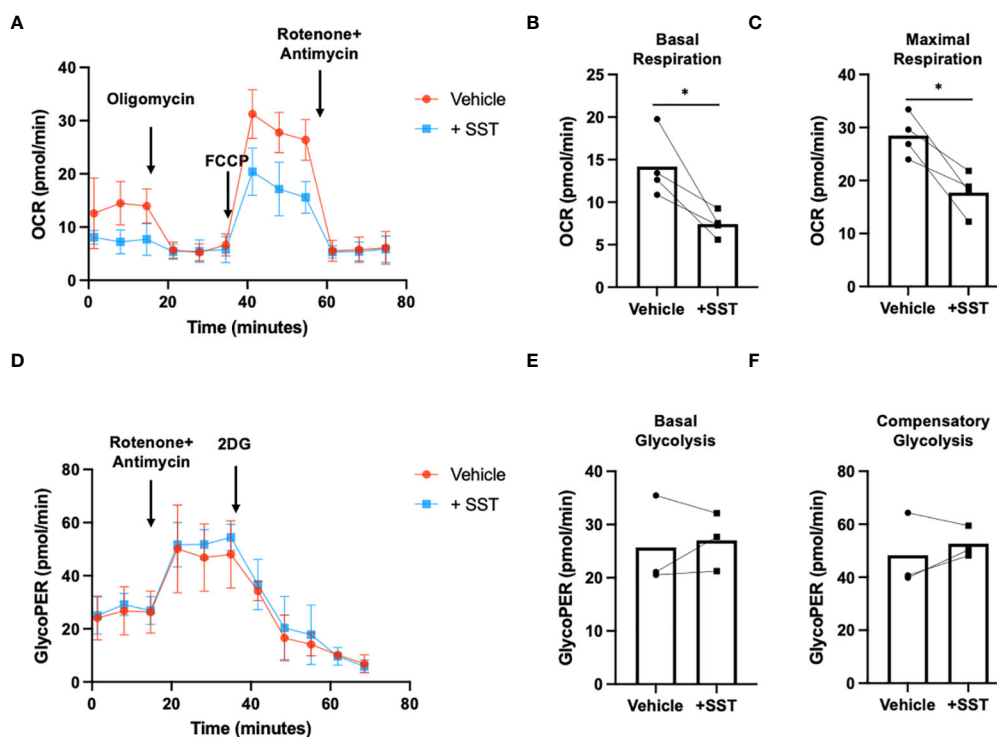 A
Rotenone+
Antimycin
Oligomycin
FCCP
Vehicle
+ SST
OCR (pmol/min)
40
30
20
10
0
0 20 40 60 80
Time (minutes)
B
Basal
Respiration
*
OCR (pmol/min)
25
20
15
10
5
0
Vehicle +SST
C
Maximal
Respiration
*
OCR (pmol/min)
40
30
20
10
0
Vehicle +SST
D
Rotenone+
Antimycin
2DG
Vehicle
+ SST
GlycoPER (pmol/min)
80
60
40
20
0
0 20 40 60 80
Time (minutes)
E
Basal
Glycolysis
GlycoPER (pmol/min)
40
30
20
10
0
Vehicle +SST
F
Compensatory
Glycolysis
GlycoPER (pmol/min)
80
60
40
20
0
Vehicle +SST